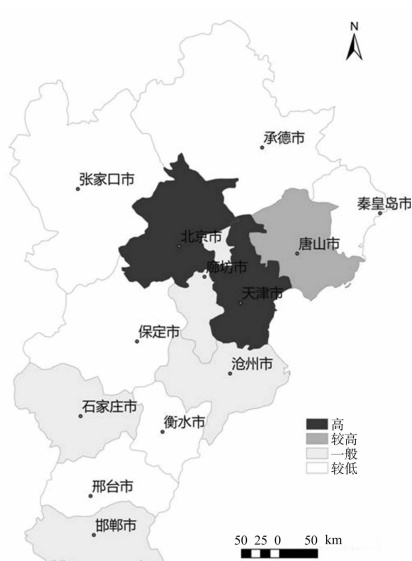 N
承德市
张家口市
秦皇岛市
北京市
唐山市
廊坊市
天津市
保定市
沧州市
石家庄市
衡水市
高
较高
一般
较低
邢台市
邯郸市
50 25 0 50 km